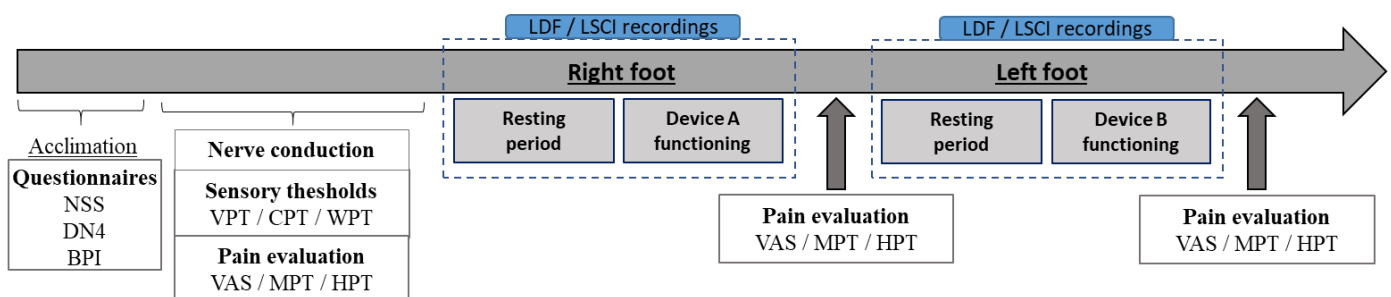 LDF / LSCI recordings
LDF / LSCI recordings
Right foot
Left foot
Resting
period
Device A
functioning
Resting
period
Device B
functioning
Acclimation
Questionnaires
NSS
DN4
BPI
Nerve conduction
Sensory thesholds
VPT / CPT / WPT
Pain evaluation
VAS / MPT / HPT
Pain evaluation
VAS / MPT / HPT
Pain evaluation
VAS / MPT / HPT